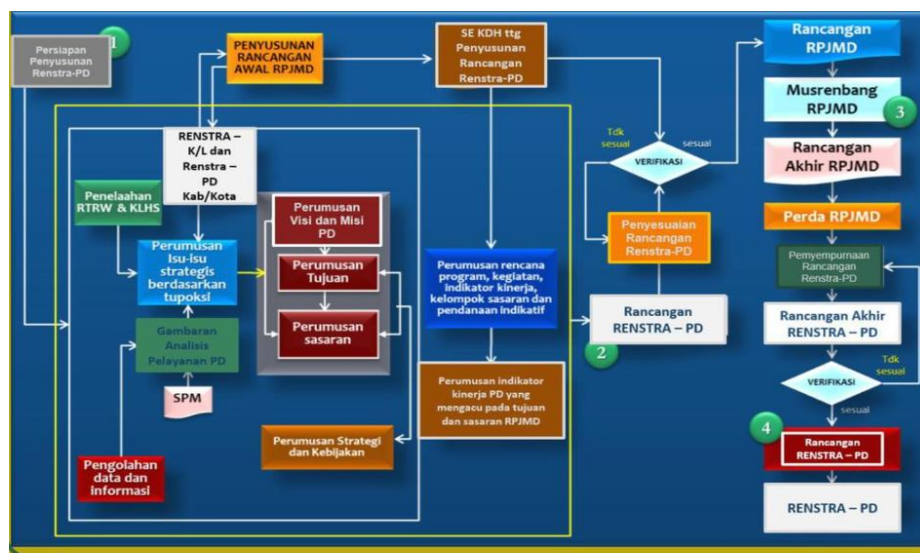 1
Persiapan
Penyusunan
Renstra-PD
PENYUSUNAN
RANCANGAN
AWAL RPJMD
SE KDH ttg
Penyusunan
Rancangan
Renstra-PD
Rancangan
RPJMD
Musrenbang
RPJMD
3
Rancangan
Akhir RPJMD
Perda RPJMD
Pemyempurnaan
Rancangan
Renstra-PD
Rancangan Akhir
RENSTRA – PD
Tdk
sesuai
VERIFIKASI
sesuai
4
Rancangan
RENSTRA – PD
RENSTRA – PD
RENSTRA –
K/L dan
Renstra –
PD
Kab/Kota
Penelaahan
RTRW & KLHS
Perumusan
Isu-isu
strategis
berdasarkan
tupoksi
Gambaran
Analisis
Pelayanan PD
SPM
Pengolahan
data dan
informasi
Perumusan
Visi dan Misi
PD
Perumusan
Tujuan
Perumusan
sasaran
Perumusan Strategi
dan Kebijakan
Perumusan rencana
program, kegiatan,
indikator kinerja,
kelompok sasaran dan
pendanaan indikatif
Perumusan indikator
kinerja PD yang
mengacu pada tujuan
dan sasaran RPJMD
Tdk
sesuai
sesuai
VERIFIKASI
Penyesuaian
Rancangan
Renstra-PD
Rancangan
RENSTRA – PD
2